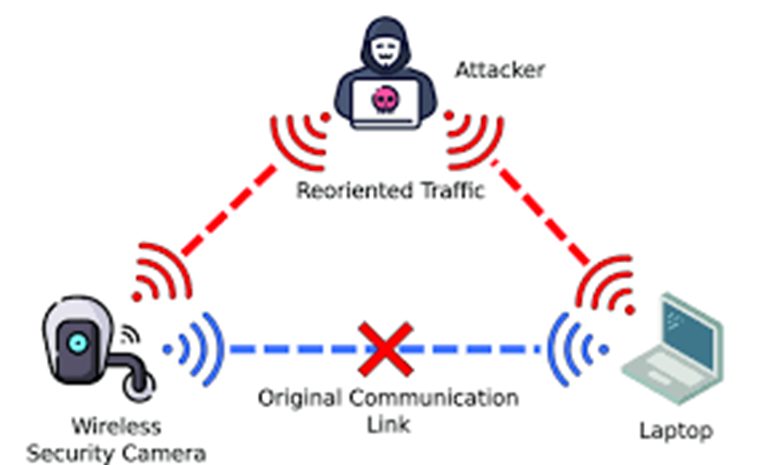 Attacker
Reoriented Traffic
Original Communication
Link
Wireless
Security Camera
Laptop